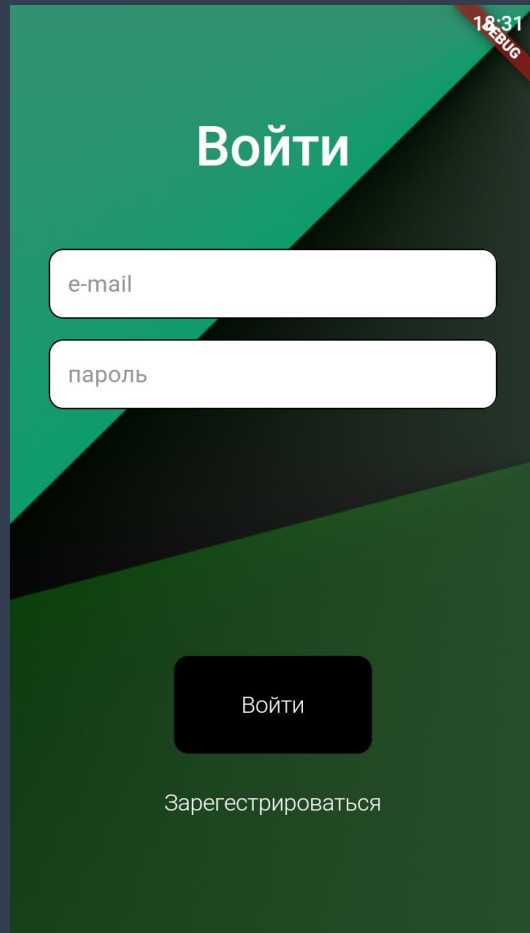 18:31
DEBUG
Войти
e-mail
пароль
Войти
Зарегестрироваться